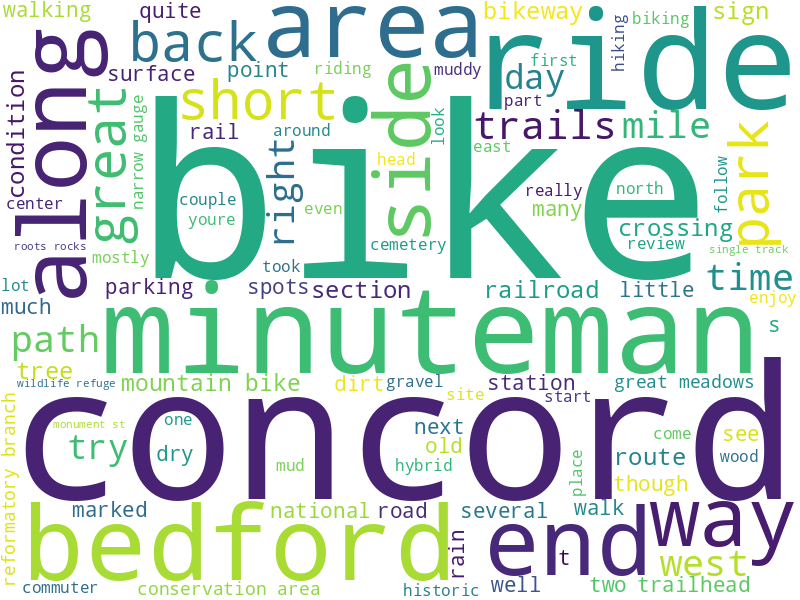 walking
quite
area
bikeway
sign
back
ride
hiking
biking
along
surface
point
riding
muddy
first
day
condition
great
narrow gauge
short
side
look
part
rail
around
trails
mile
park
center
right
head
east
follow
couple
youre
even
really
many
north
crossing
review
roots rocks
mostly
bike
cemetery
single track
took
lot
much
parking
spots
section
railroad
little
time
enjoy
path
minuteman
s
tree
wildlife refuge
mountain bike
dirt
gravel
station
start
site
great meadows
reformatory branch
monument st
one
concord
next
come
see
try
dry
mud
old
hybrid
place
route
wood
though
marked
bedford
national
road
rain
several
end
t
walk
way
west
commuter
conservation area
historic
well
two
trailhead